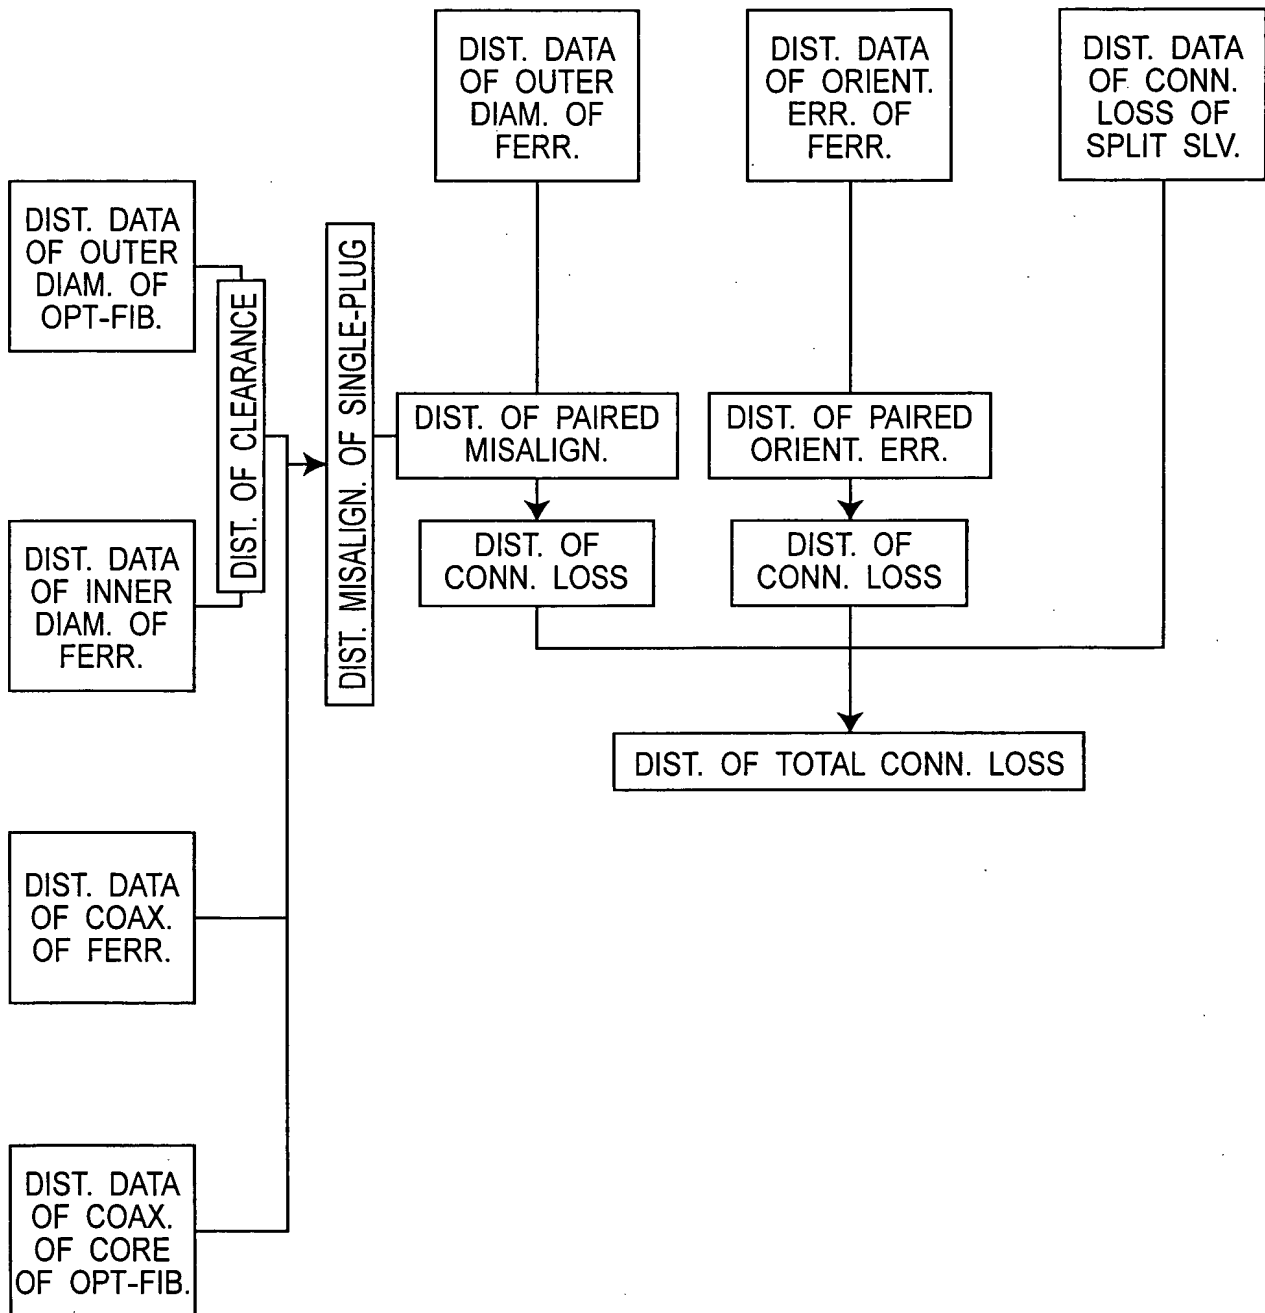 DIST. DATA
OF OUTER
DIAM. OF
FERR.
DIST. DATA
OF ORIENT.
ERR. OF
FERR.
DIST. DATA
OF CONN.
LOSS OF
SPLIT SLV.
DIST. DATA
OF OUTER
DIAM. OF
OPT-FIB.
DIST. OF CLEARANCE
DIST. MISALIGN. OF SINGLE-PLUG
DIST. OF PAIRED
MISALIGN.
DIST. OF PAIRED
ORIENT. ERR.
DIST. DATA
OF INNER
DIAM. OF
FERR.
DIST. OF
CONN. LOSS
DIST. OF
CONN. LOSS
DIST. OF TOTAL CONN. LOSS
DIST. DATA
OF COAX.
OF FERR.
DIST. DATA
OF COAX.
OF CORE
OF OPT-FIB.